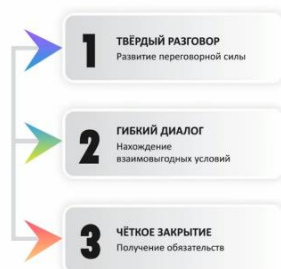 1
ТВЁРДЫЙ РАЗГОВОР
Развитие переговорной силы
2
ГИБКИЙ ДИАЛОГ
Нахождение
взаимовыгодных условий
3
ЧЁТКОЕ ЗАКРЫТИЕ
Получение обязательств